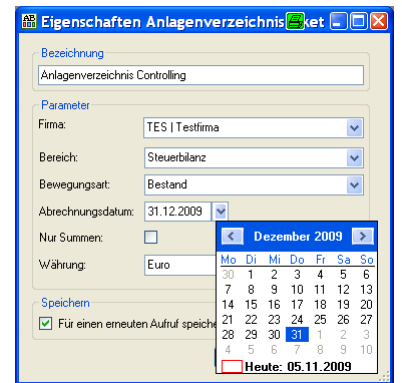 Eigenschaften Anlagenverzeichnis ket
Bezeichnung
Anlagenverzeichnis Controlling
Parameter
Firma: TES | Testfirma
Bereich: Steuerbilanz
Bewegungsart: Bestand
Abrechnungsdatum: 31.12.2009
Nur Summen:
Währung: Euro
Dezember 2009
Mo Di Mi Do Fr Sa So
30 1 2 3 4 5 6
7 8 9 10 11 12 13
14 15 16 17 18 19 20
21 22 23 24 25 26 27
28 29 30 31 1 2 3
4 5 6 7 8 9 10
Heute: 05.11.2009
Speichern
Für einen erneuten Aufruf speiche